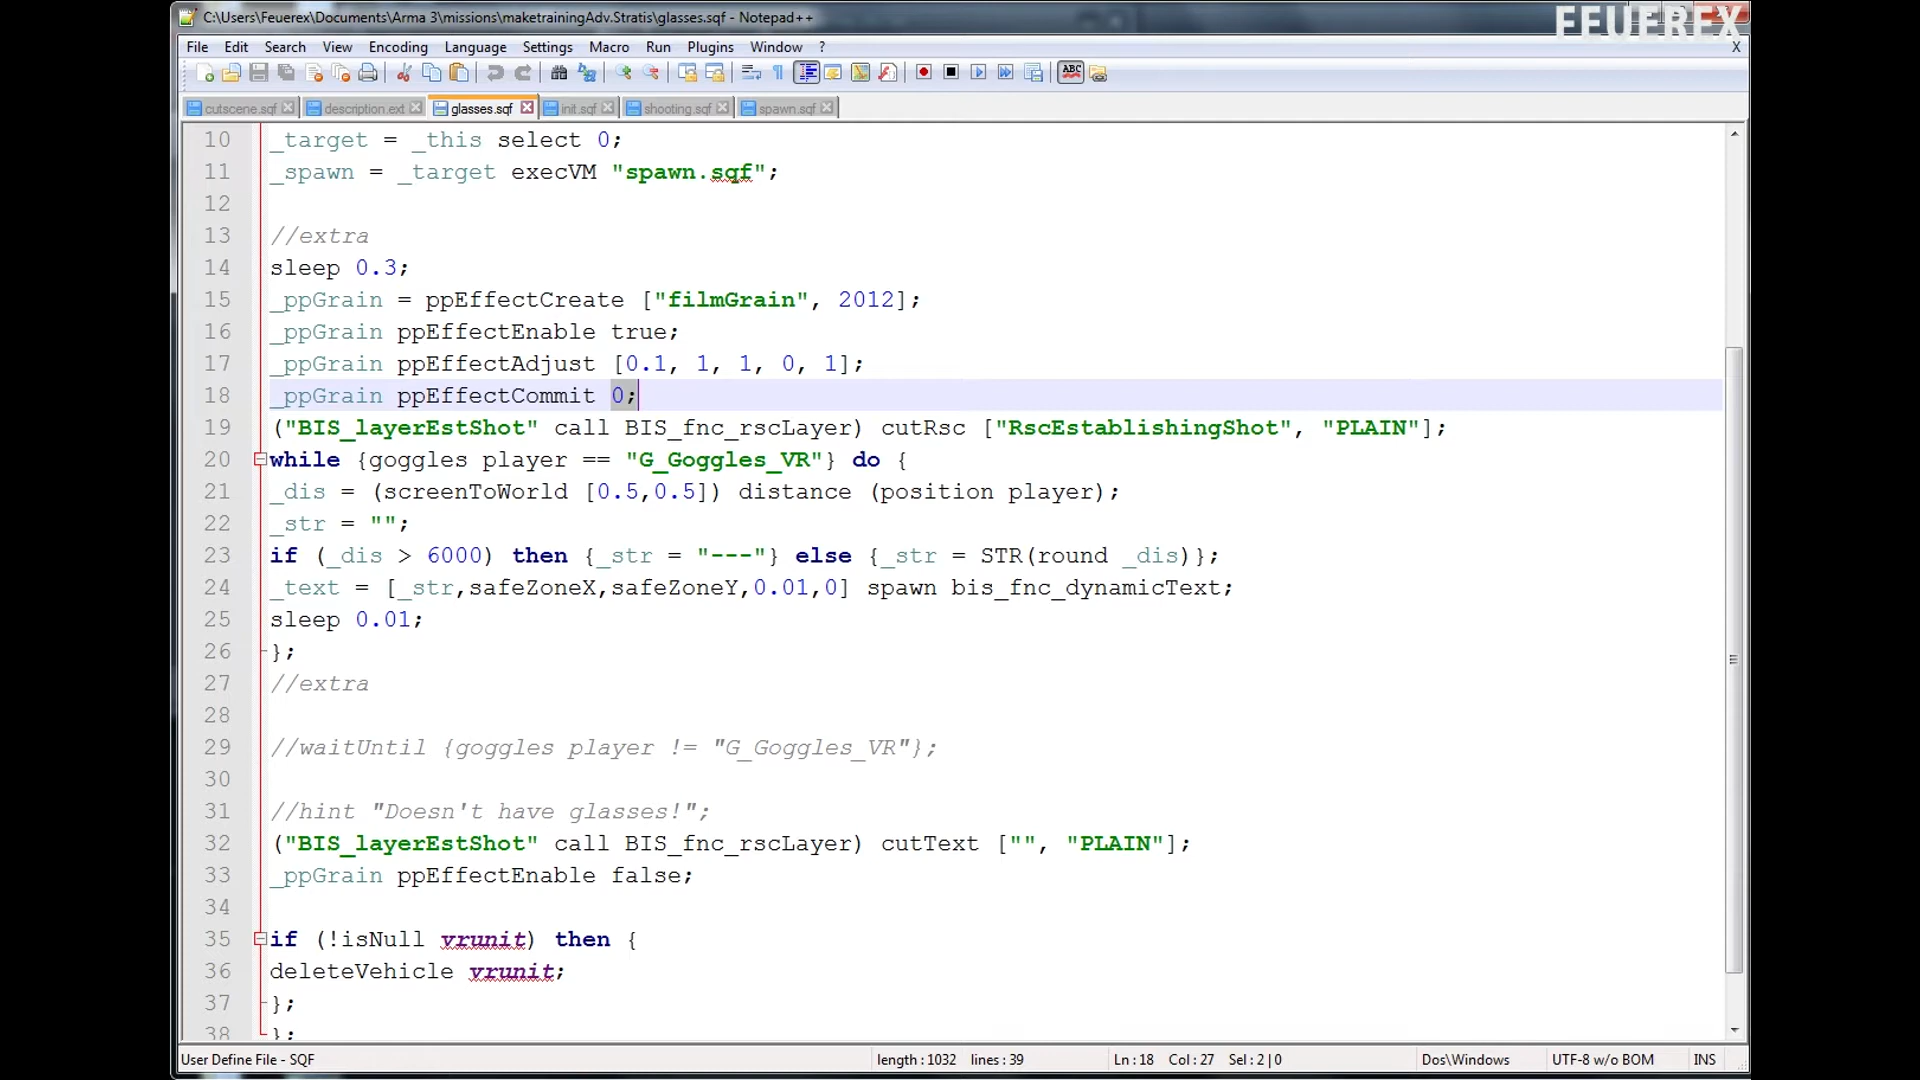 C:\Users\Feuerex\Documents\Arma 3\missions\maketrainingAdv.Stratis\glasses.sqf - Notepad++
FEUEREX
File Edit Search View Encoding Language Settings Macro Run Plugins Window ? X
ABC
cutscene.sqf description.ext glasses.sqf init.sqf shooting.sqf spawn.sqf
10 _target = _this select 0;
11 _spawn = _target execVM "spawn.sqf";
12
13 //extra
14 sleep 0.3;
15 _ppGrain = ppEffectCreate ["filmGrain", 2012];
16 _ppGrain ppEffectEnable true;
17 _ppGrain ppEffectAdjust [0.1, 1, 1, 0, 1];
18 _ppGrain ppEffectCommit 0;
19 ("BIS_layerEstShot" call BIS_fnc_rscLayer) cutRsc ["RscEstablishingShot", "PLAIN"];
20 while {goggles player == "G_Goggles_VR"} do {
21 _dis = (screenToWorld [0.5,0.5]) distance (position player);
22 _str = "";
23 if (_dis > 6000) then {_str = "---"} else {_str = STR(round _dis)};
24 _text = [_str,safeZoneX,safeZoneY,0.01,0] spawn bis_fnc_dynamicText;
25 sleep 0.01;
26 };
27 //extra
28
29 //waitUntil {goggles player != "G_Goggles_VR"};
30
31 //hint "Doesn't have glasses!";
32 ("BIS_layerEstShot" call BIS_fnc_rscLayer) cutText ["", "PLAIN"];
33 _ppGrain ppEffectEnable false;
34
35 if (!isNull vrunit) then {
36 deleteVehicle vrunit;
37 };
38 };
User Define File - SQF length : 1032 lines : 39 Ln : 18 Col : 27 Sel : 2 | 0 Dos\Windows UTF-8 w/o BOM INS